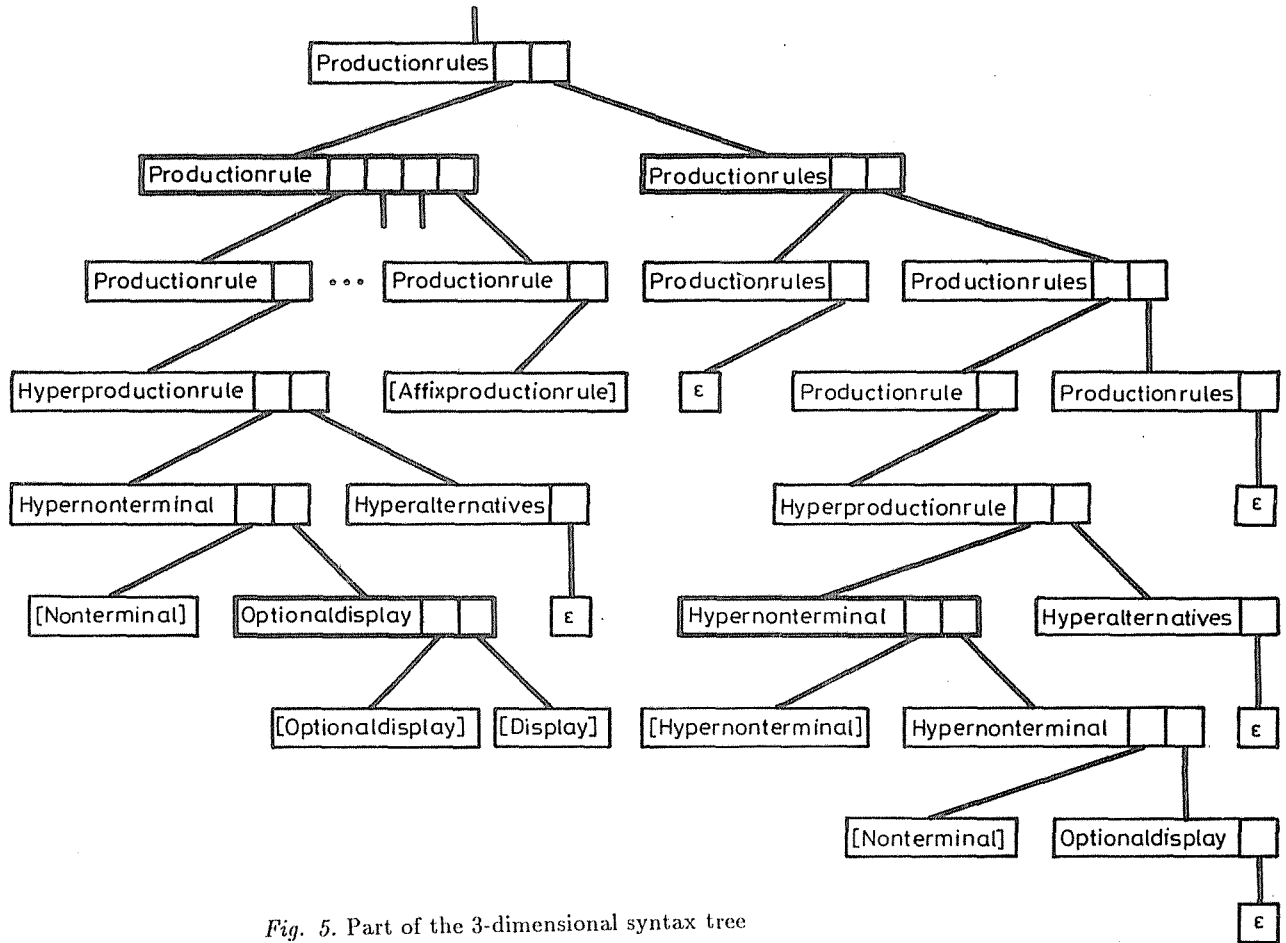 Productionrules
Productionrule
Productionrules
Productionrule
...
Productionrule
Productionrules
Productionrules
Hyperproductionrule
[Affixproductionrule]
ε
Productionrule
Productionrules
Hypernonterminal
Hyperalternatives
Hyperproductionrule
ε
[Nonterminal]
Optionaldisplay
ε
Hypernonterminal
Hyperalternatives
[Optionaldisplay]
[Display]
[Hypernonterminal]
Hypernonterminal
ε
[Nonterminal]
Optionaldisplay
ε
Fig. 5. Part of the 3-dimensional syntax tree